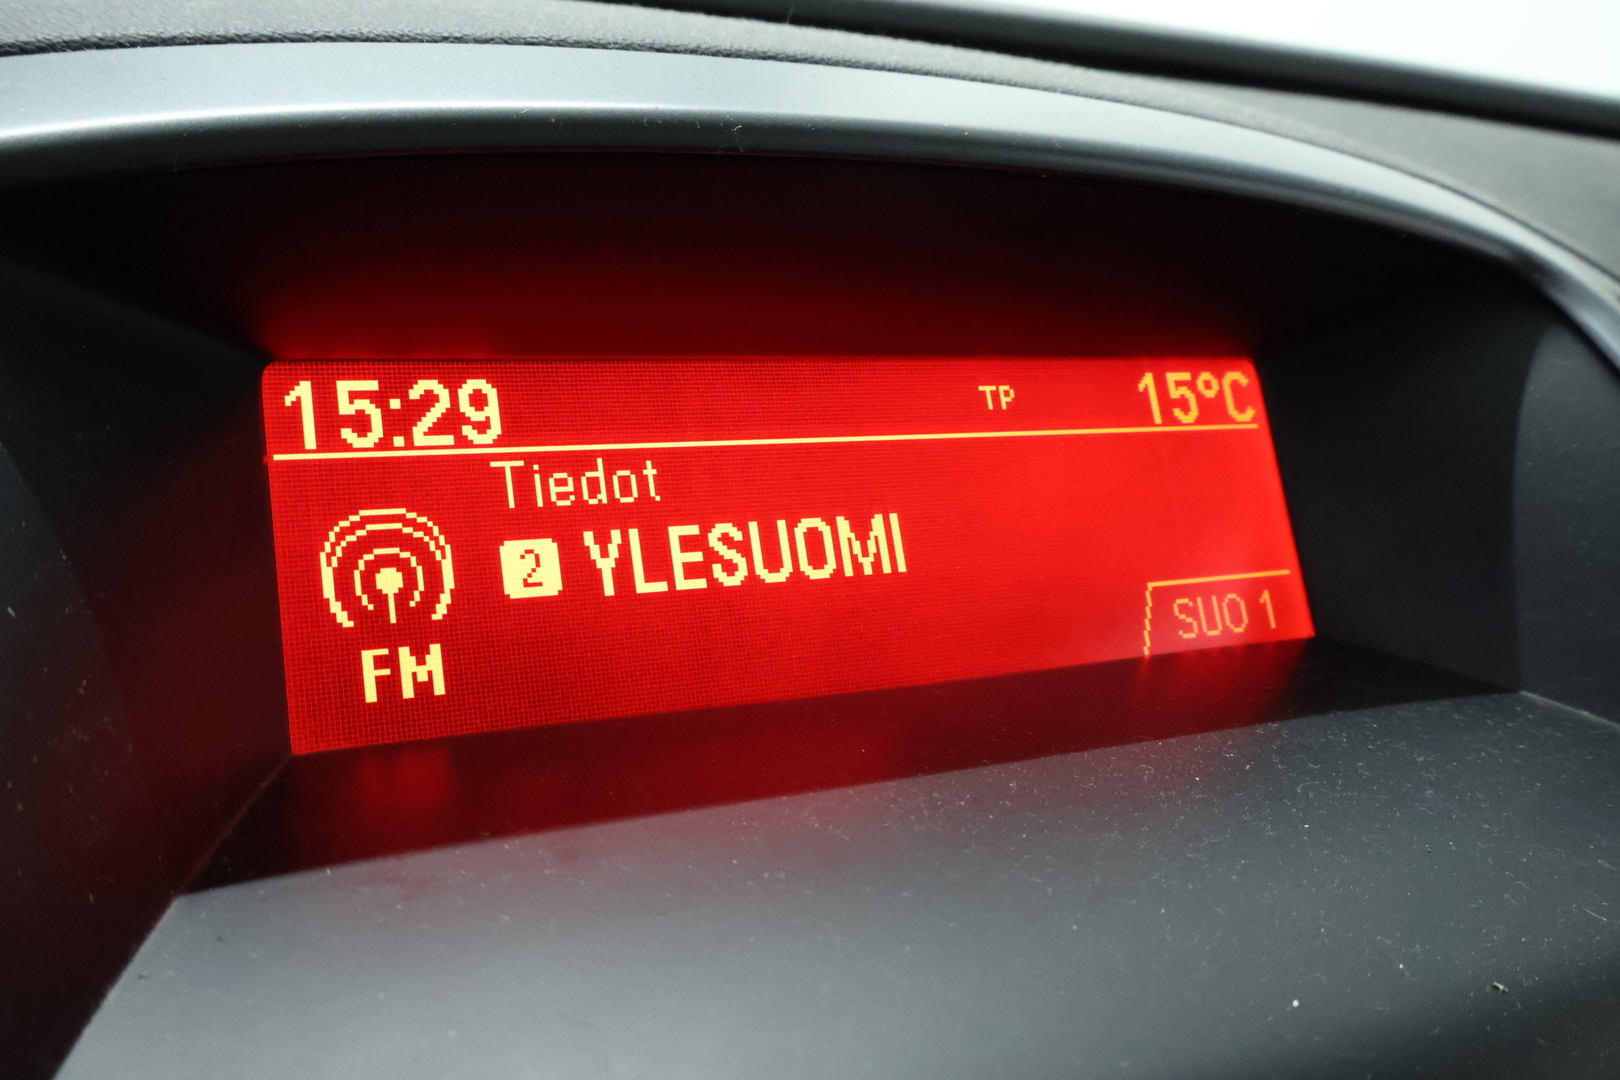 15:29 TP 15°C
Tiedot
2 YLESUOMI
FM
SUO 1